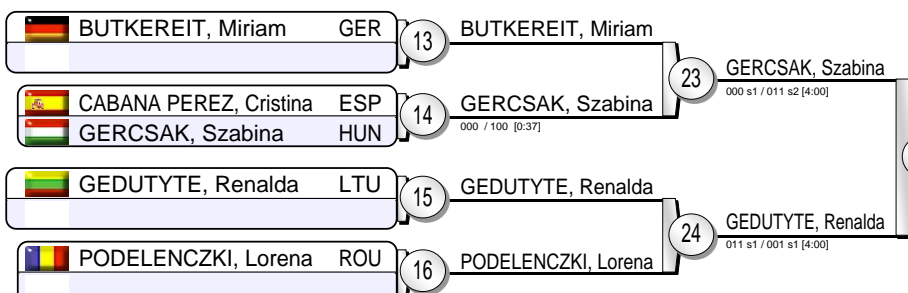 BUTKEREIT, Miriam GER
13
BUTKEREIT, Miriam
23
GERCSAK, Szabina
000 s1 / 011 s2 [4:00]
CABANA PEREZ, Cristina ESP
GERCSAK, Szabina HUN
14
GERCSAK, Szabina
000 / 100 [0:37]
GEDUTYTE, Renalda LTU
15
GEDUTYTE, Renalda
24
GEDUTYTE, Renalda
011 s1 / 001 s1 [4:00]
PODELENCZKI, Lorena ROU
16
PODELENCZKI, Lorena